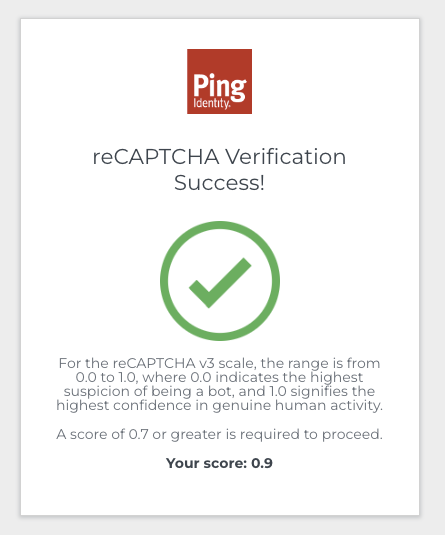 Ping
Identity.
reCAPTCHA Verification
Success!
For the reCAPTCHA v3 scale, the range is from
0.0 to 1.0, where 0.0 indicates the highest
suspicion of being a bot, and 1.0 signifies the
highest confidence in genuine human activity.
A score of 0.7 or greater is required to proceed.
Your score: 0.9